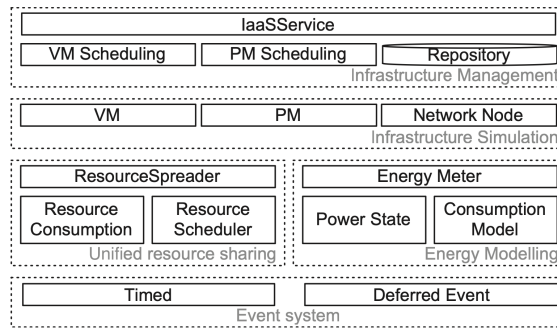 IaaSService
VM Scheduling
PM Scheduling
Repository
Infrastructure Management
VM
PM
Network Node
Infrastructure Simulation
ResourceSpreader
Resource
Consumption
Resource
Scheduler
Unified resource sharing
Energy Meter
Power State
Consumption
Model
Energy Modelling
Timed
Deferred Event
Event system